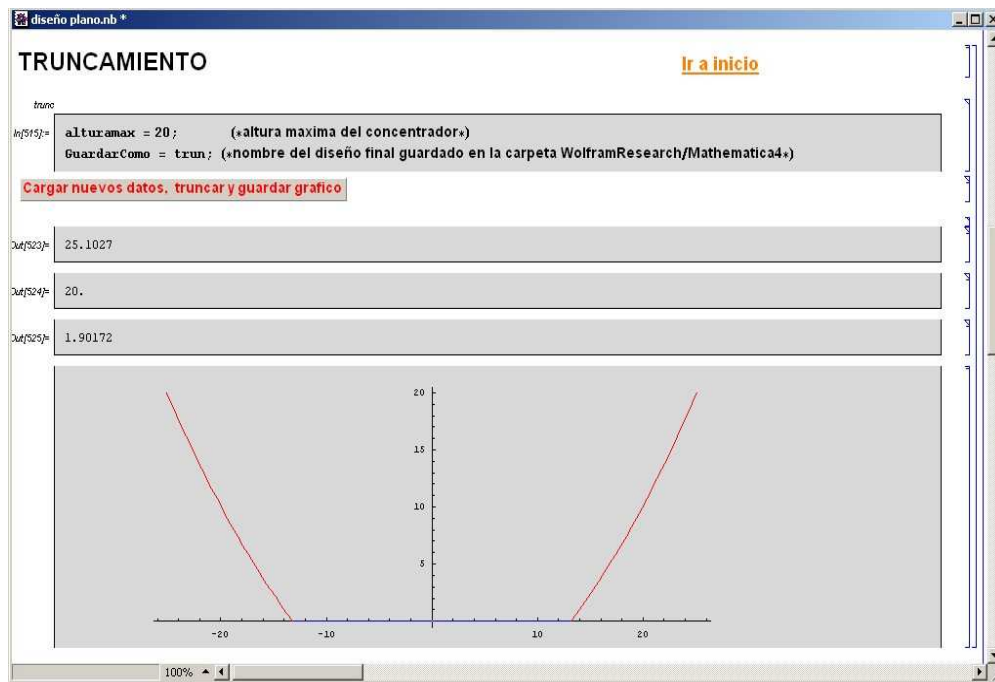 diseño plano.nb *
TRUNCAMIENTO
Ir a inicio
trunc
In[515]:=
alturamax = 20; (*altura maxima del concentrador*)
GuardarComo = trun; (*nombre del diseño final guardado en la carpeta WolframResearch/Mathematica4*)
Cargar nuevos datos, truncar y guardar grafico
Out[523]=
25.1027
Out[524]=
20.
Out[525]=
1.90172
20
15
10
5
-20 -10 10 20
100%